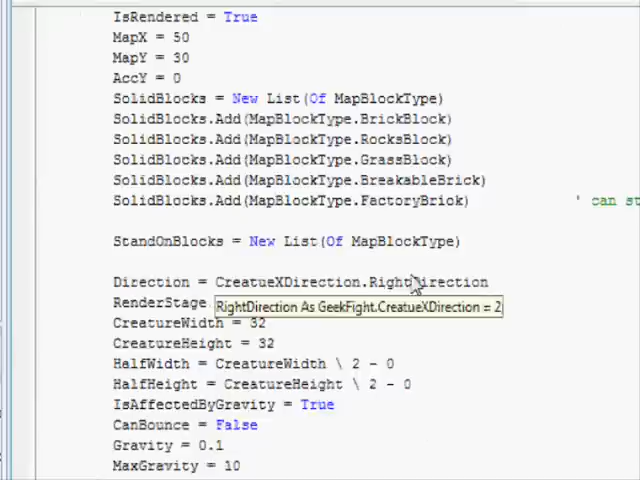 IsRendered = True
MapX = 50
MapY = 30
AccY = 0
SolidBlocks = New List(Of MapBlockType)
SolidBlocks.Add(MapBlockType.BrickBlock)
SolidBlocks.Add(MapBlockType.RocksBlock)
SolidBlocks.Add(MapBlockType.GrassBlock)
SolidBlocks.Add(MapBlockType.BreakableBrick)
SolidBlocks.Add(MapBlockType.FactoryBriok) ' can st
StandOnBlocks = New List(Of MapBlockType)
Direction = CreatueXDirection.RightDirection
RenderStage
RightDirection As GeekFight.CreatueXDirection = 2
CreatureWidth = 32
CreatureHeight = 32
HalfWidth = CreatureWidth \ 2 - 0
HalfHeight = CreatureHeight \ 2 - 0
IsAffectedByGravity = True
CanBounce = False
Gravity = 0.1
MaxGravity = 10